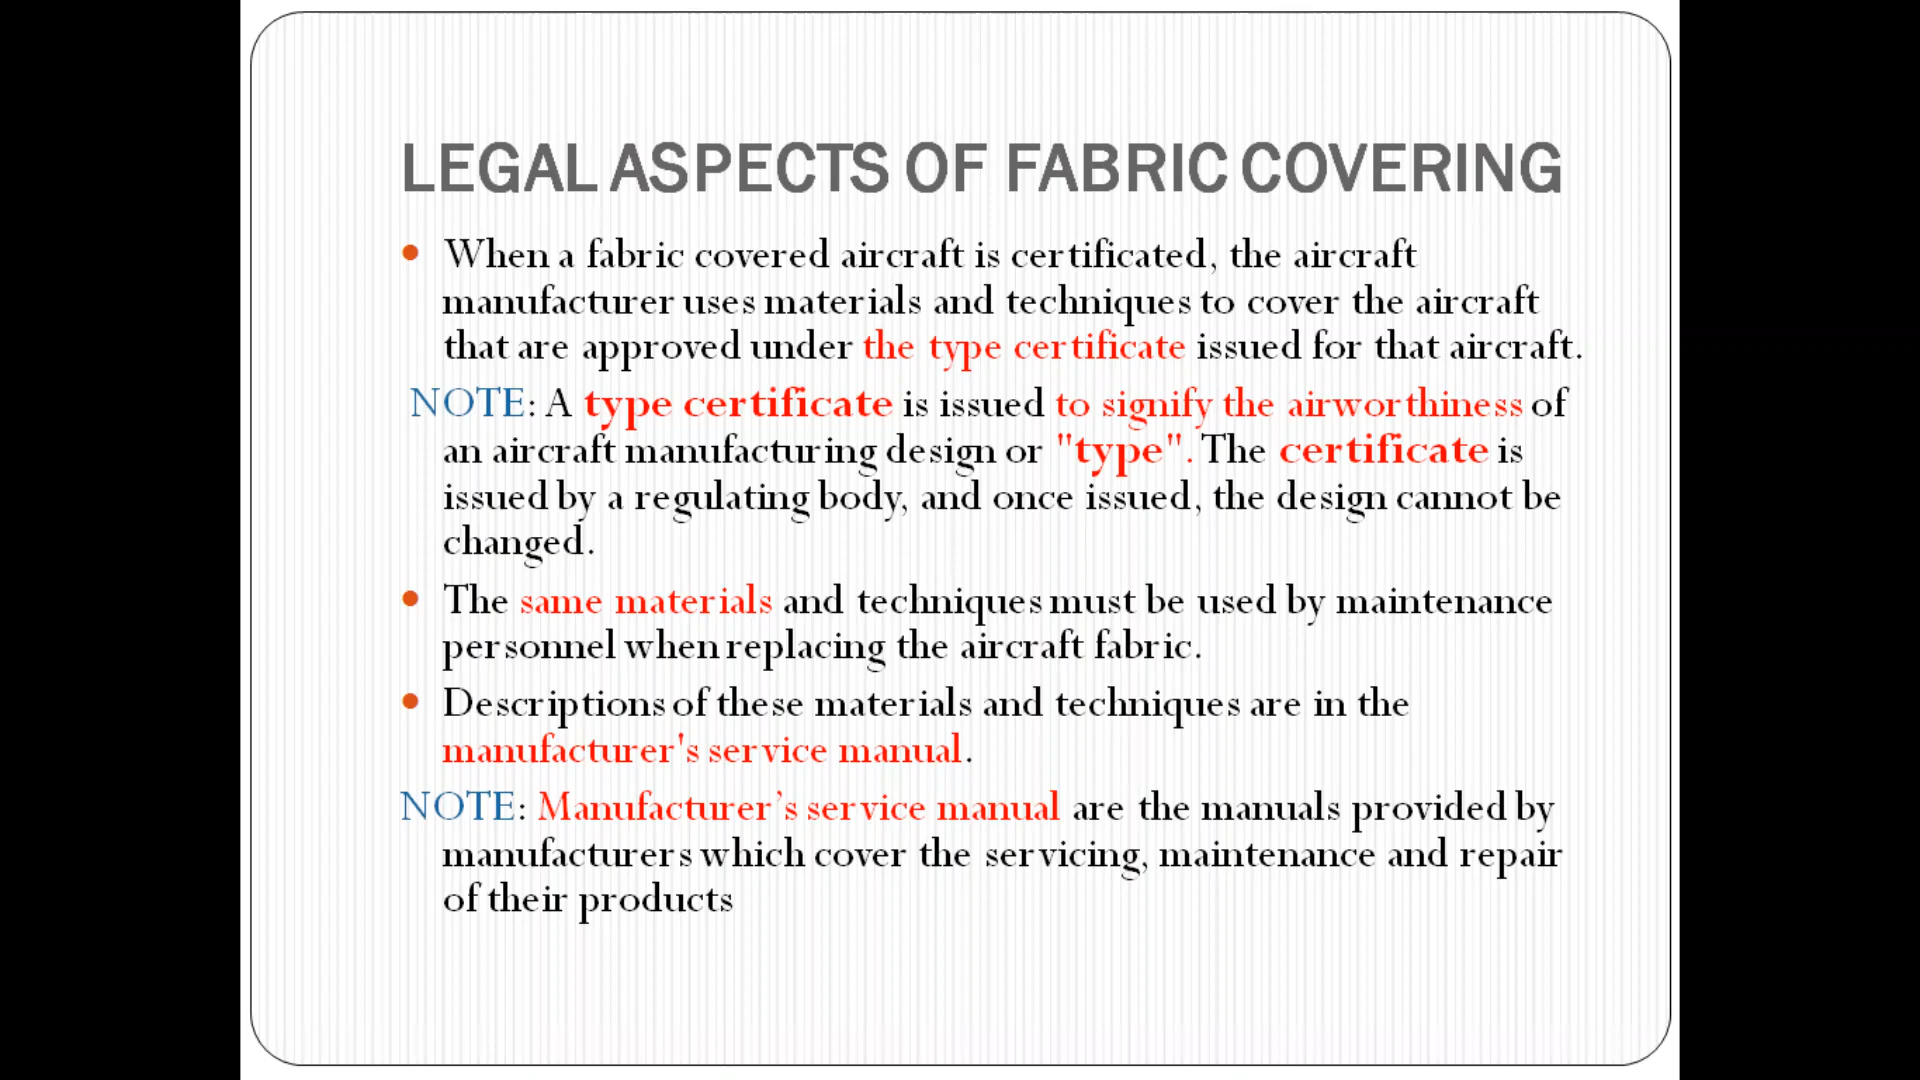 LEGAL ASPECTS OF FABRIC COVERING
• When a fabric covered aircraft is certificated, the aircraft
manufacturer uses materials and techniques to cover the aircraft
that are approved under the type certificate issued for that aircraft.
NOTE: A type certificate is issued to signify the airworthiness of
an aircraft manufacturing design or "type". The certificate is
issued by a regulating body, and once issued, the design cannot be
changed.
• The same materials and techniques must be used by maintenance
personnel when replacing the aircraft fabric.
• Descriptions of these materials and techniques are in the
manufacturer's service manual.
NOTE: Manufacturer’s service manual are the manuals provided by
manufacturers which cover the servicing, maintenance and repair
of their products